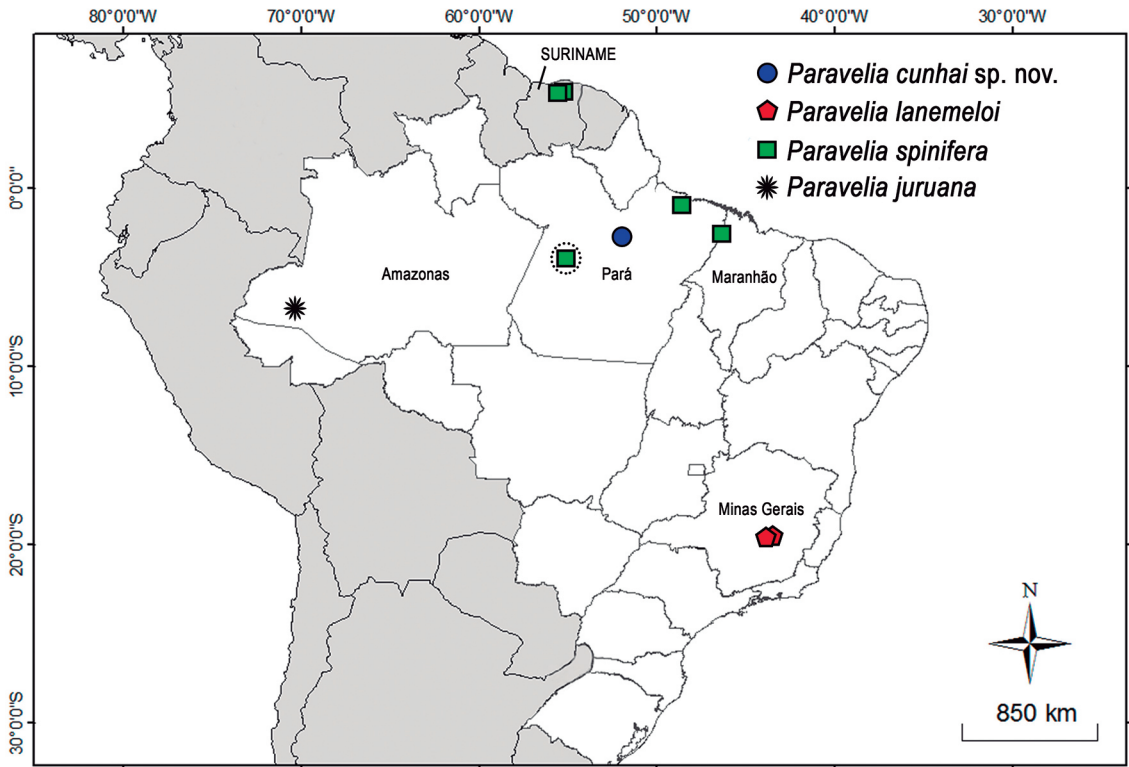 80°0'0"W 70°0'0"W 60°0'0"W 50°0'0"W 40°0'0"W 30°0'0"W
SURINAME
Paravelia cunhai sp. nov.
Paravelia lanemeloi
Paravelia spinifera
Paravelia juruana
0°0'0"
Amazonas
Pará
Maranhão
10°0'0"S
Minas Gerais
20°0'0"S
N
850 km
30°0'0"S